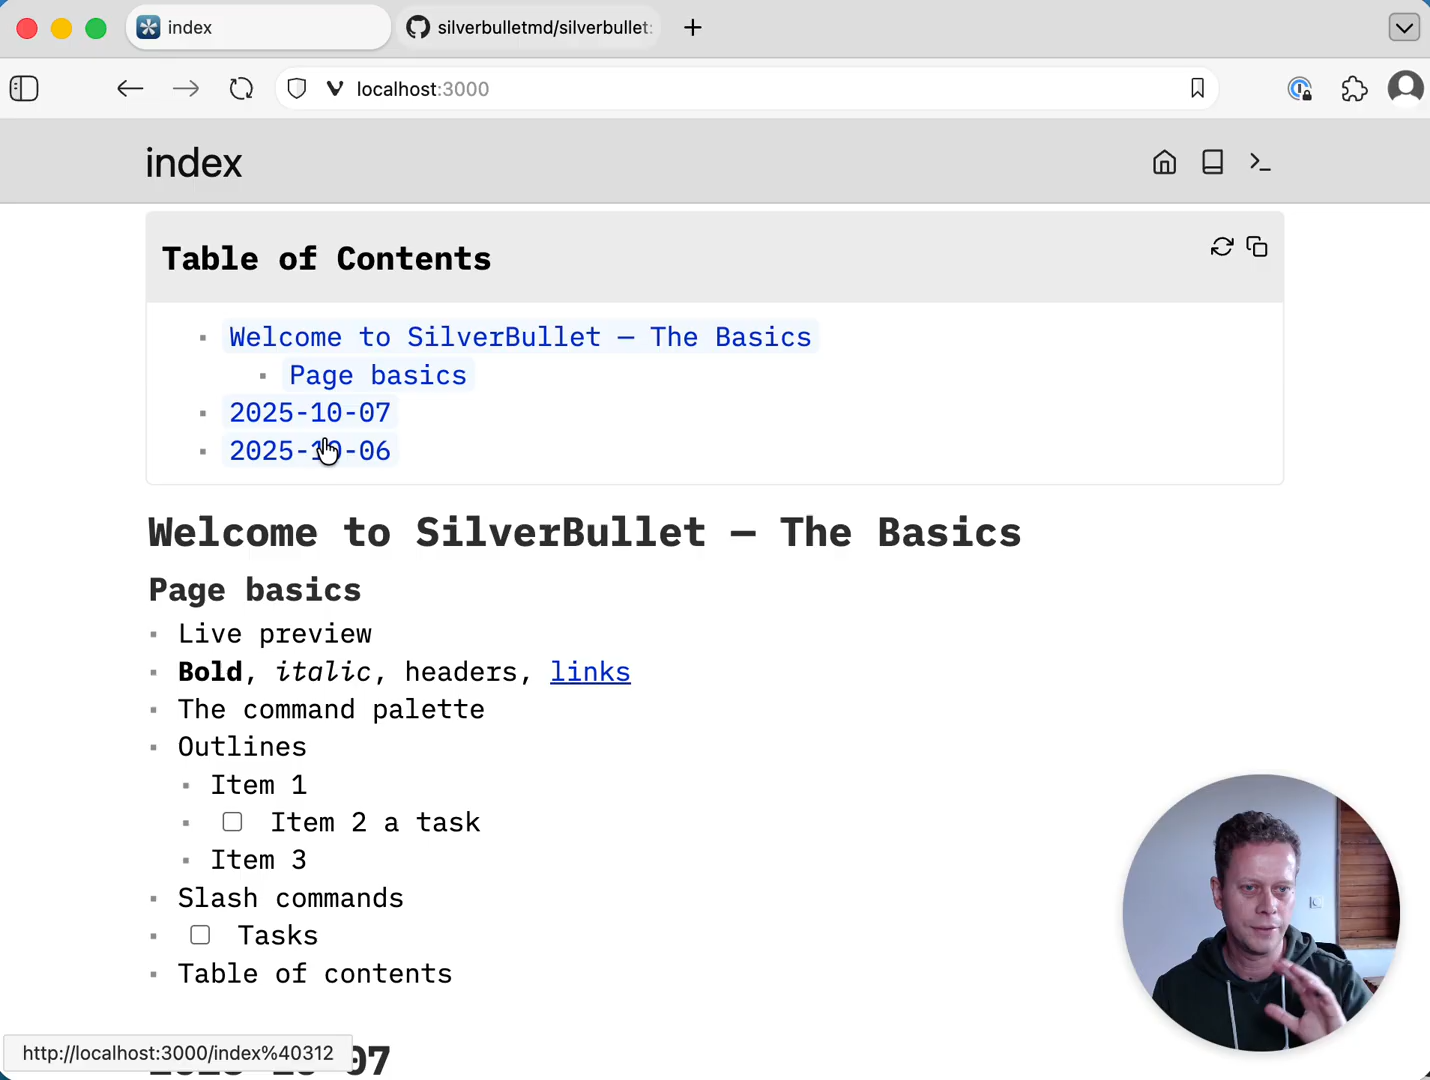 index
silverbulletmd/silverbullet:
localhost:3000
index
Table of Contents
Welcome to SilverBullet — The Basics
Page basics
2025-10-07
2025-10-06
Welcome to SilverBullet — The Basics
Page basics
Live preview
Bold, italic, headers, links
The command palette
Outlines
Item 1
Item 2 a task
Item 3
Slash commands
Tasks
Table of contents
http://localhost:3000/index%40312
07